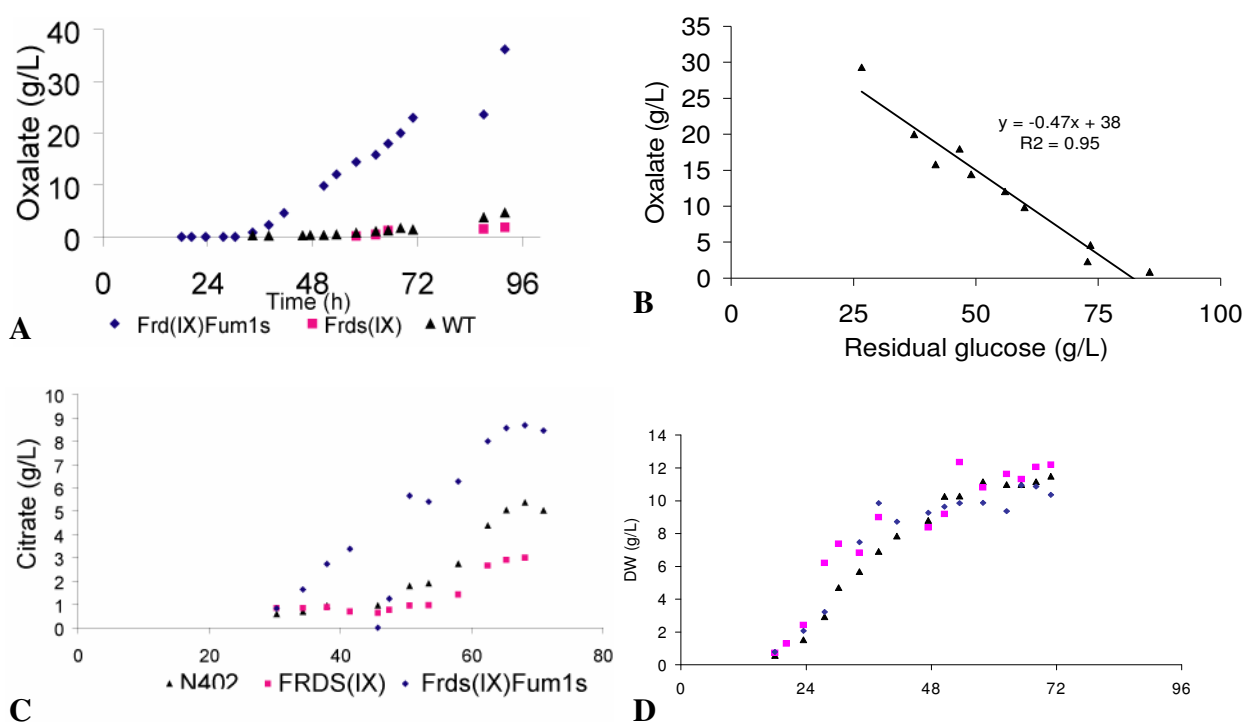 40
30
20
10
0
Oxalate (g/L)
0 24 48 72 96
Time (h)
Frd(IX)Fum1s Frds(IX) WT
A
35
30
25
20
15
10
5
0
Oxalate (g/L)
y = -0.47x + 38
R2 = 0.95
0 25 50 75 100
Residual glucose (g/L)
B
10
9
8
7
6
5
4
3
2
1
0
Citrate (g/L)
0 20 40 60 80
N402 FRDS(IX) Frds(IX)Fum1s
C
14
12
10
8
6
4
2
0
DW (g/L)
0 24 48 72 96
D